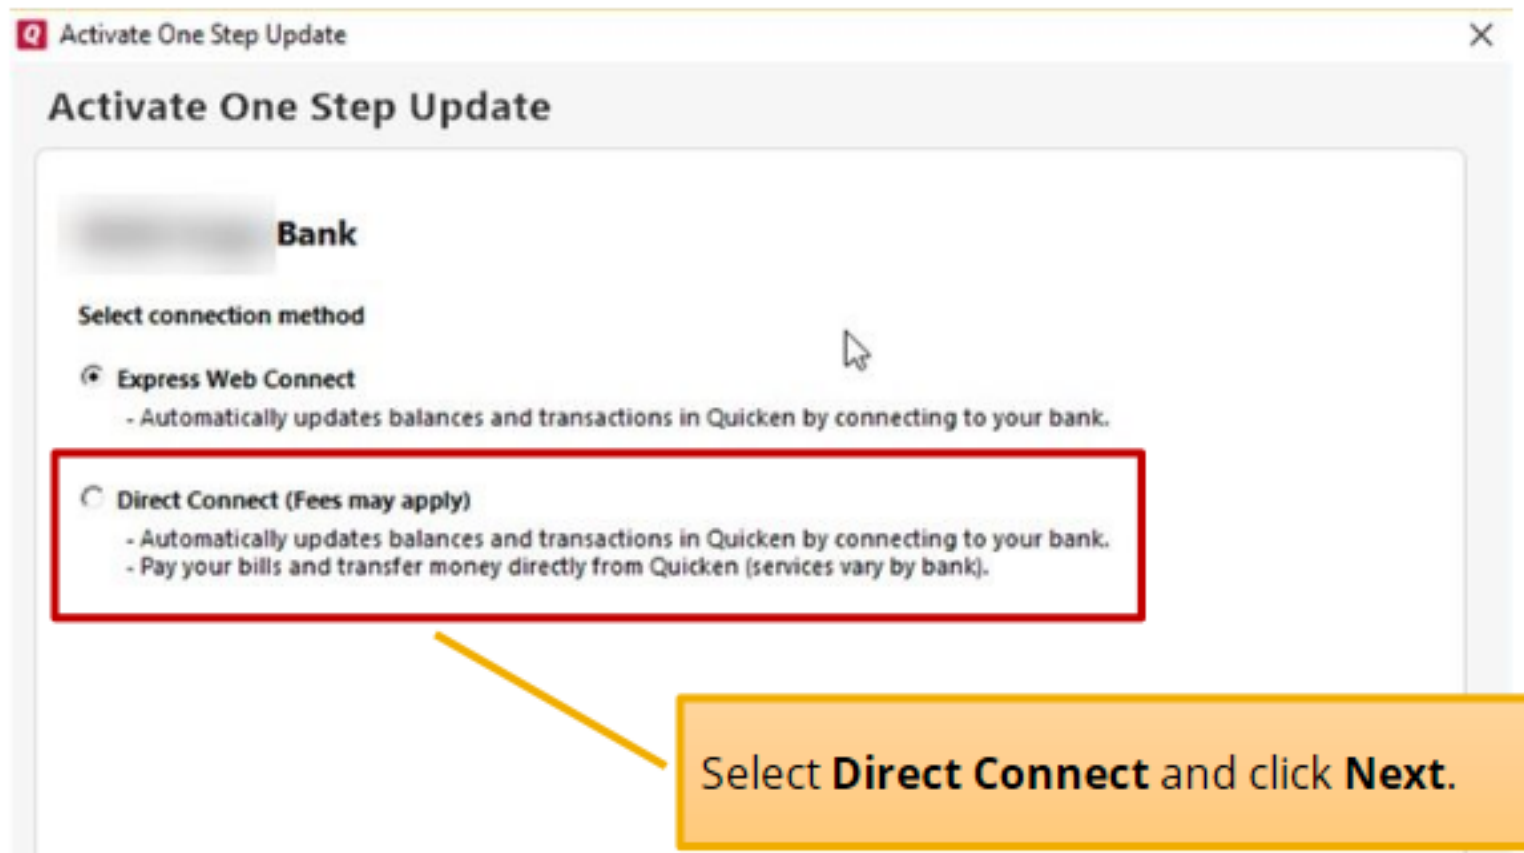 Activate One Step Update
Activate One Step Update
Bank
Select connection method
Express Web Connect
- Automatically updates balances and transactions in Quicken by connecting to your bank.
Direct Connect (Fees may apply)
- Automatically updates balances and transactions in Quicken by connecting to your bank.
- Pay your bills and transfer money directly from Quicken (services vary by bank).
Select Direct Connect and click Next.